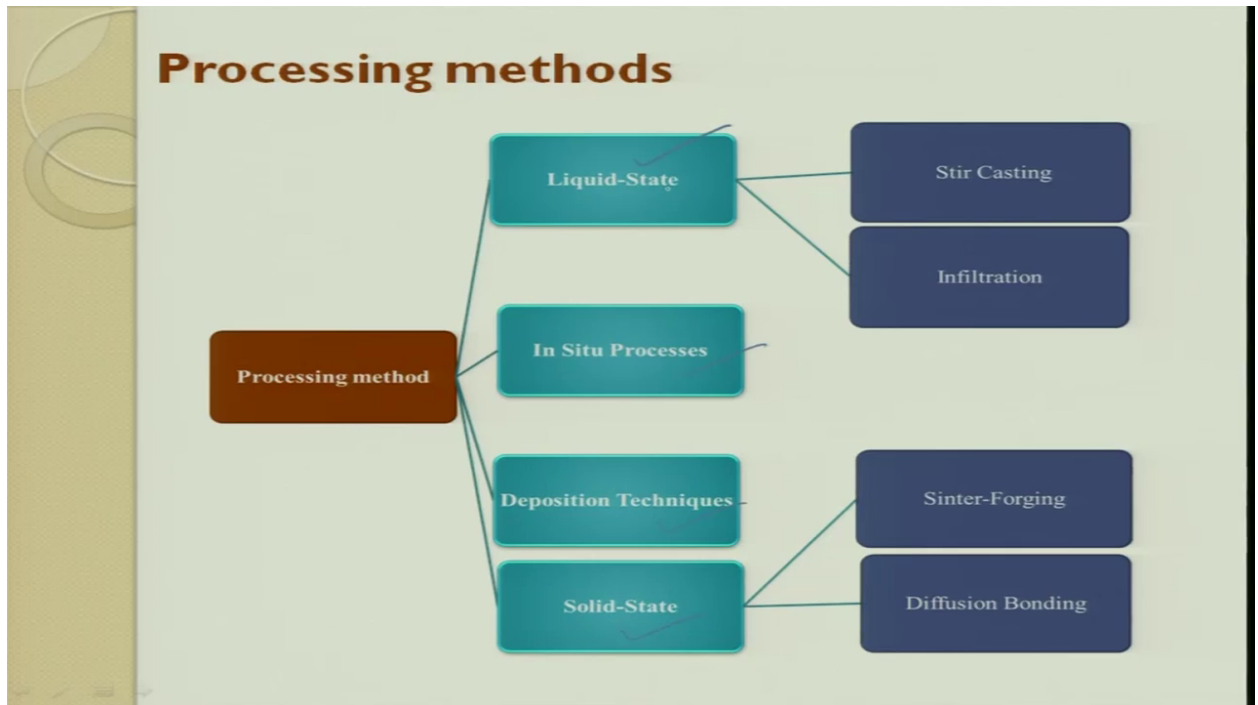 Processing methods
Processing method
Liquid-State
Stir Casting
Infiltration
In Situ Processes
Deposition Techniques
Solid-State
Sinter-Forging
Diffusion Bonding